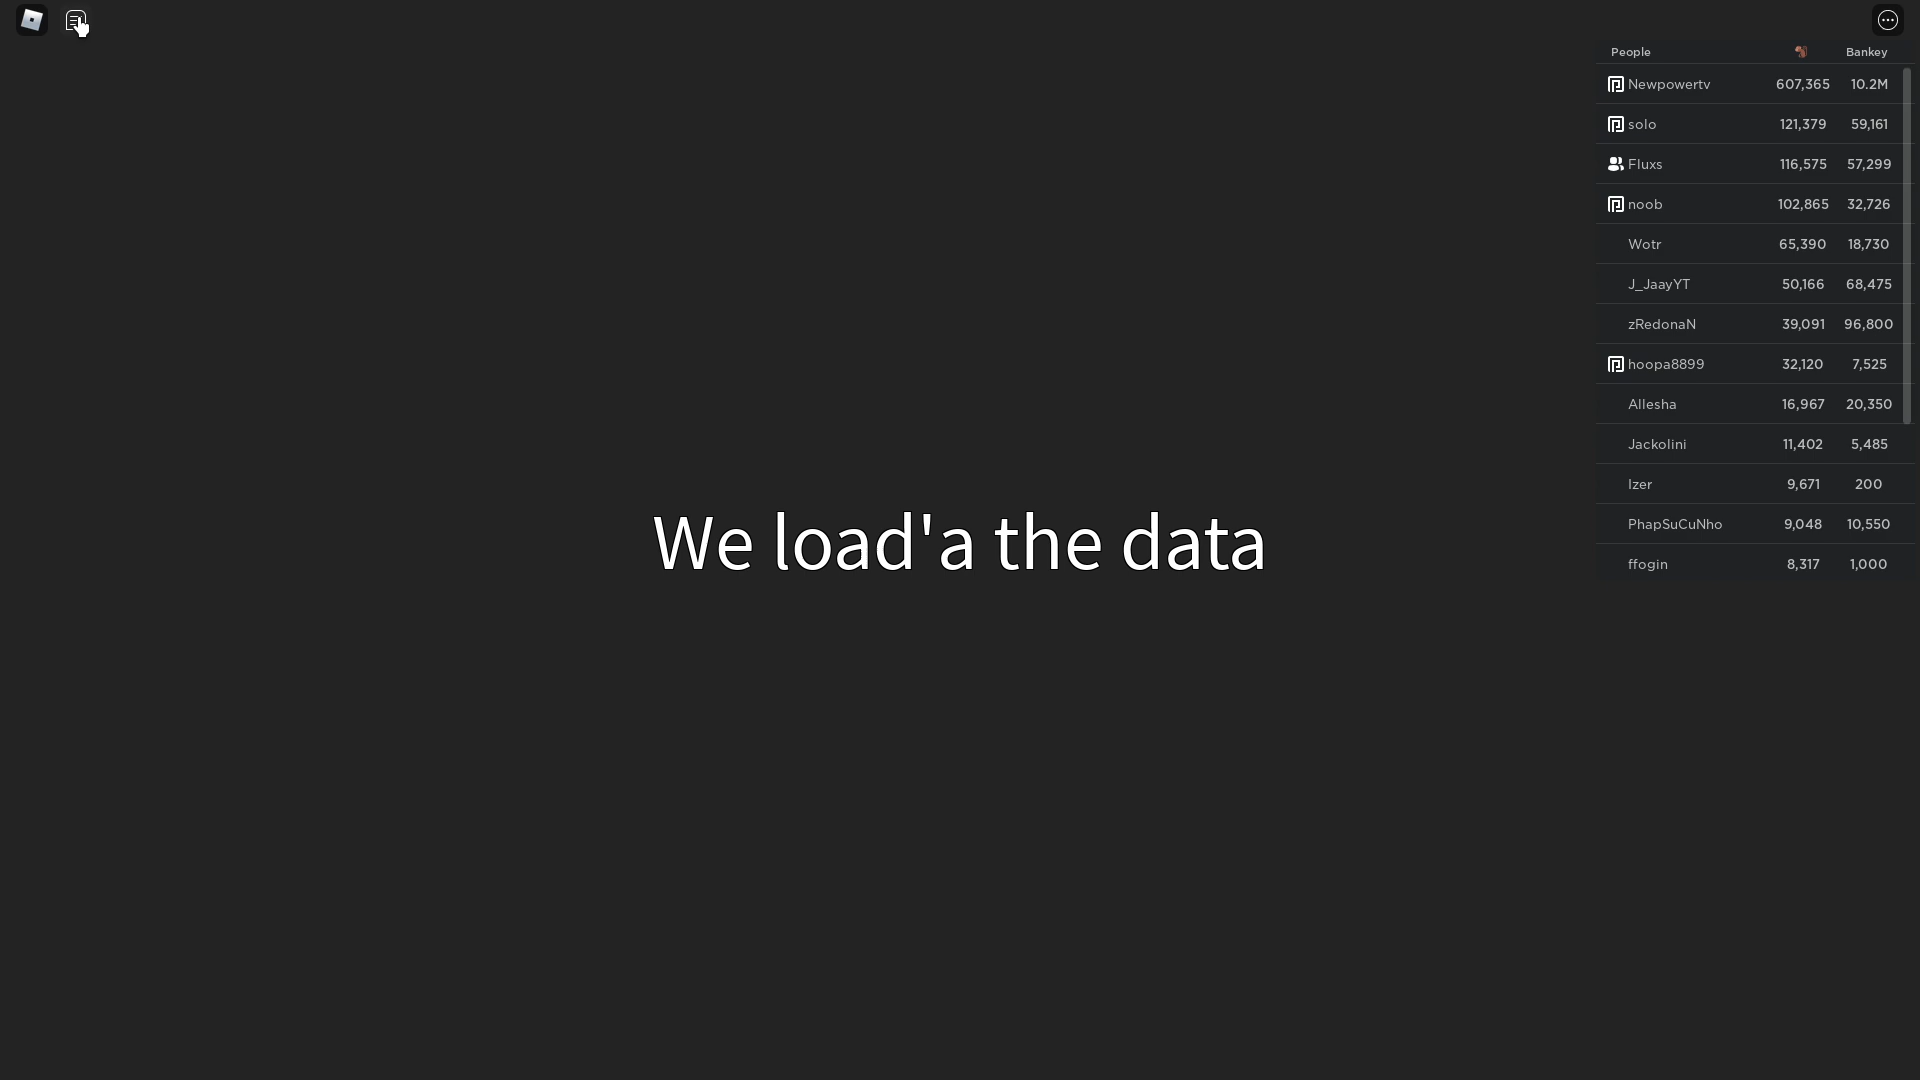 People 🐿️ Bankey
Newpowertv 607,365 10.2M
solo 121,379 59,161
Fluxs 116,575 57,299
noob 102,865 32,726
Wotr 65,390 18,730
J_JaayYT 50,166 68,475
zRedonaN 39,091 96,800
hoopa8899 32,120 7,525
Allesha 16,967 20,350
Jackolini 11,402 5,485
Izer 9,671 200
PhapSuCuNho 9,048 10,550
ffogin 8,317 1,000
We load'a the data